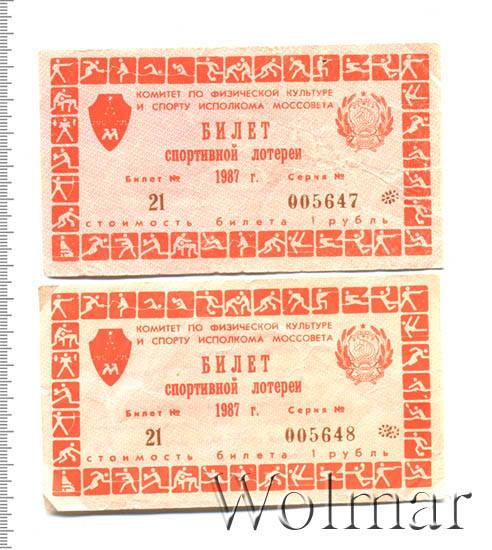 КОМИТЕТ ПО ФИЗИЧЕСКОЙ КУЛЬТУРЕ
И СПОРТУ ИСПОЛКОМА МОССОВЕТА
БИЛЕТ
спортивной лотереи
Билет № 1987 г. Серия №
21 005647
стоимость билета 1 рубль
КОМИТЕТ ПО ФИЗИЧЕСКОЙ КУЛЬТУРЕ
И СПОРТУ ИСПОЛКОМА МОССОВЕТА
БИЛЕТ
спортивной лотереи
Билет № 1987 г. Серия №
21 005648
стоимость билета 1 рубль
Wolmar